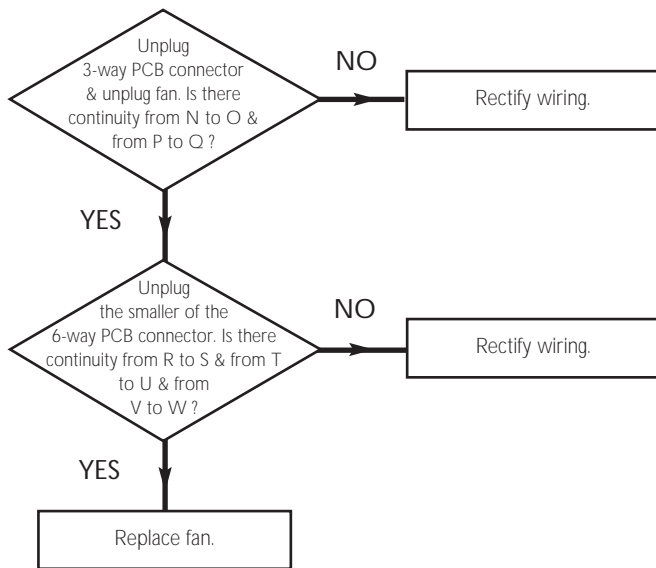 Unplug
3-way PCB connector
& unplug fan. Is there
continuity from N to O &
from P to Q ?
NO
Rectify wiring.
YES
Unplug
the smaller of the
6-way PCB connector. Is there
continuity from R to S & from T
to U & from
V to W ?
NO
Rectify wiring.
YES
Replace fan.